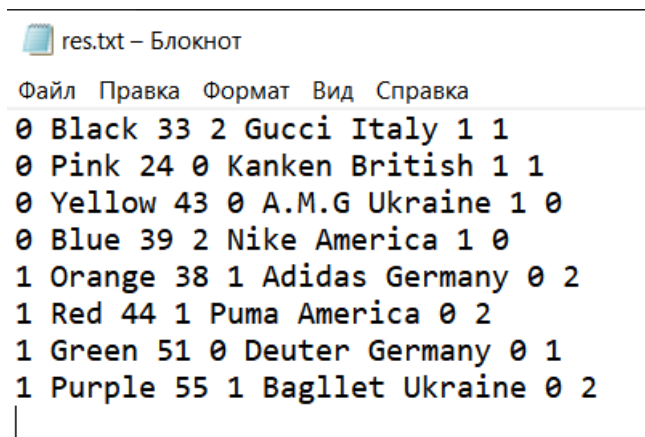 res.txt – Блокнот
Файл Правка Формат Вид Справка
0 Black 33 2 Gucci Italy 1 1
0 Pink 24 0 Kanken British 1 1
0 Yellow 43 0 A.M.G Ukraine 1 0
0 Blue 39 2 Nike America 1 0
1 Orange 38 1 Adidas Germany 0 2
1 Red 44 1 Puma America 0 2
1 Green 51 0 Deuter Germany 0 1
1 Purple 55 1 Bagllet Ukraine 0 2